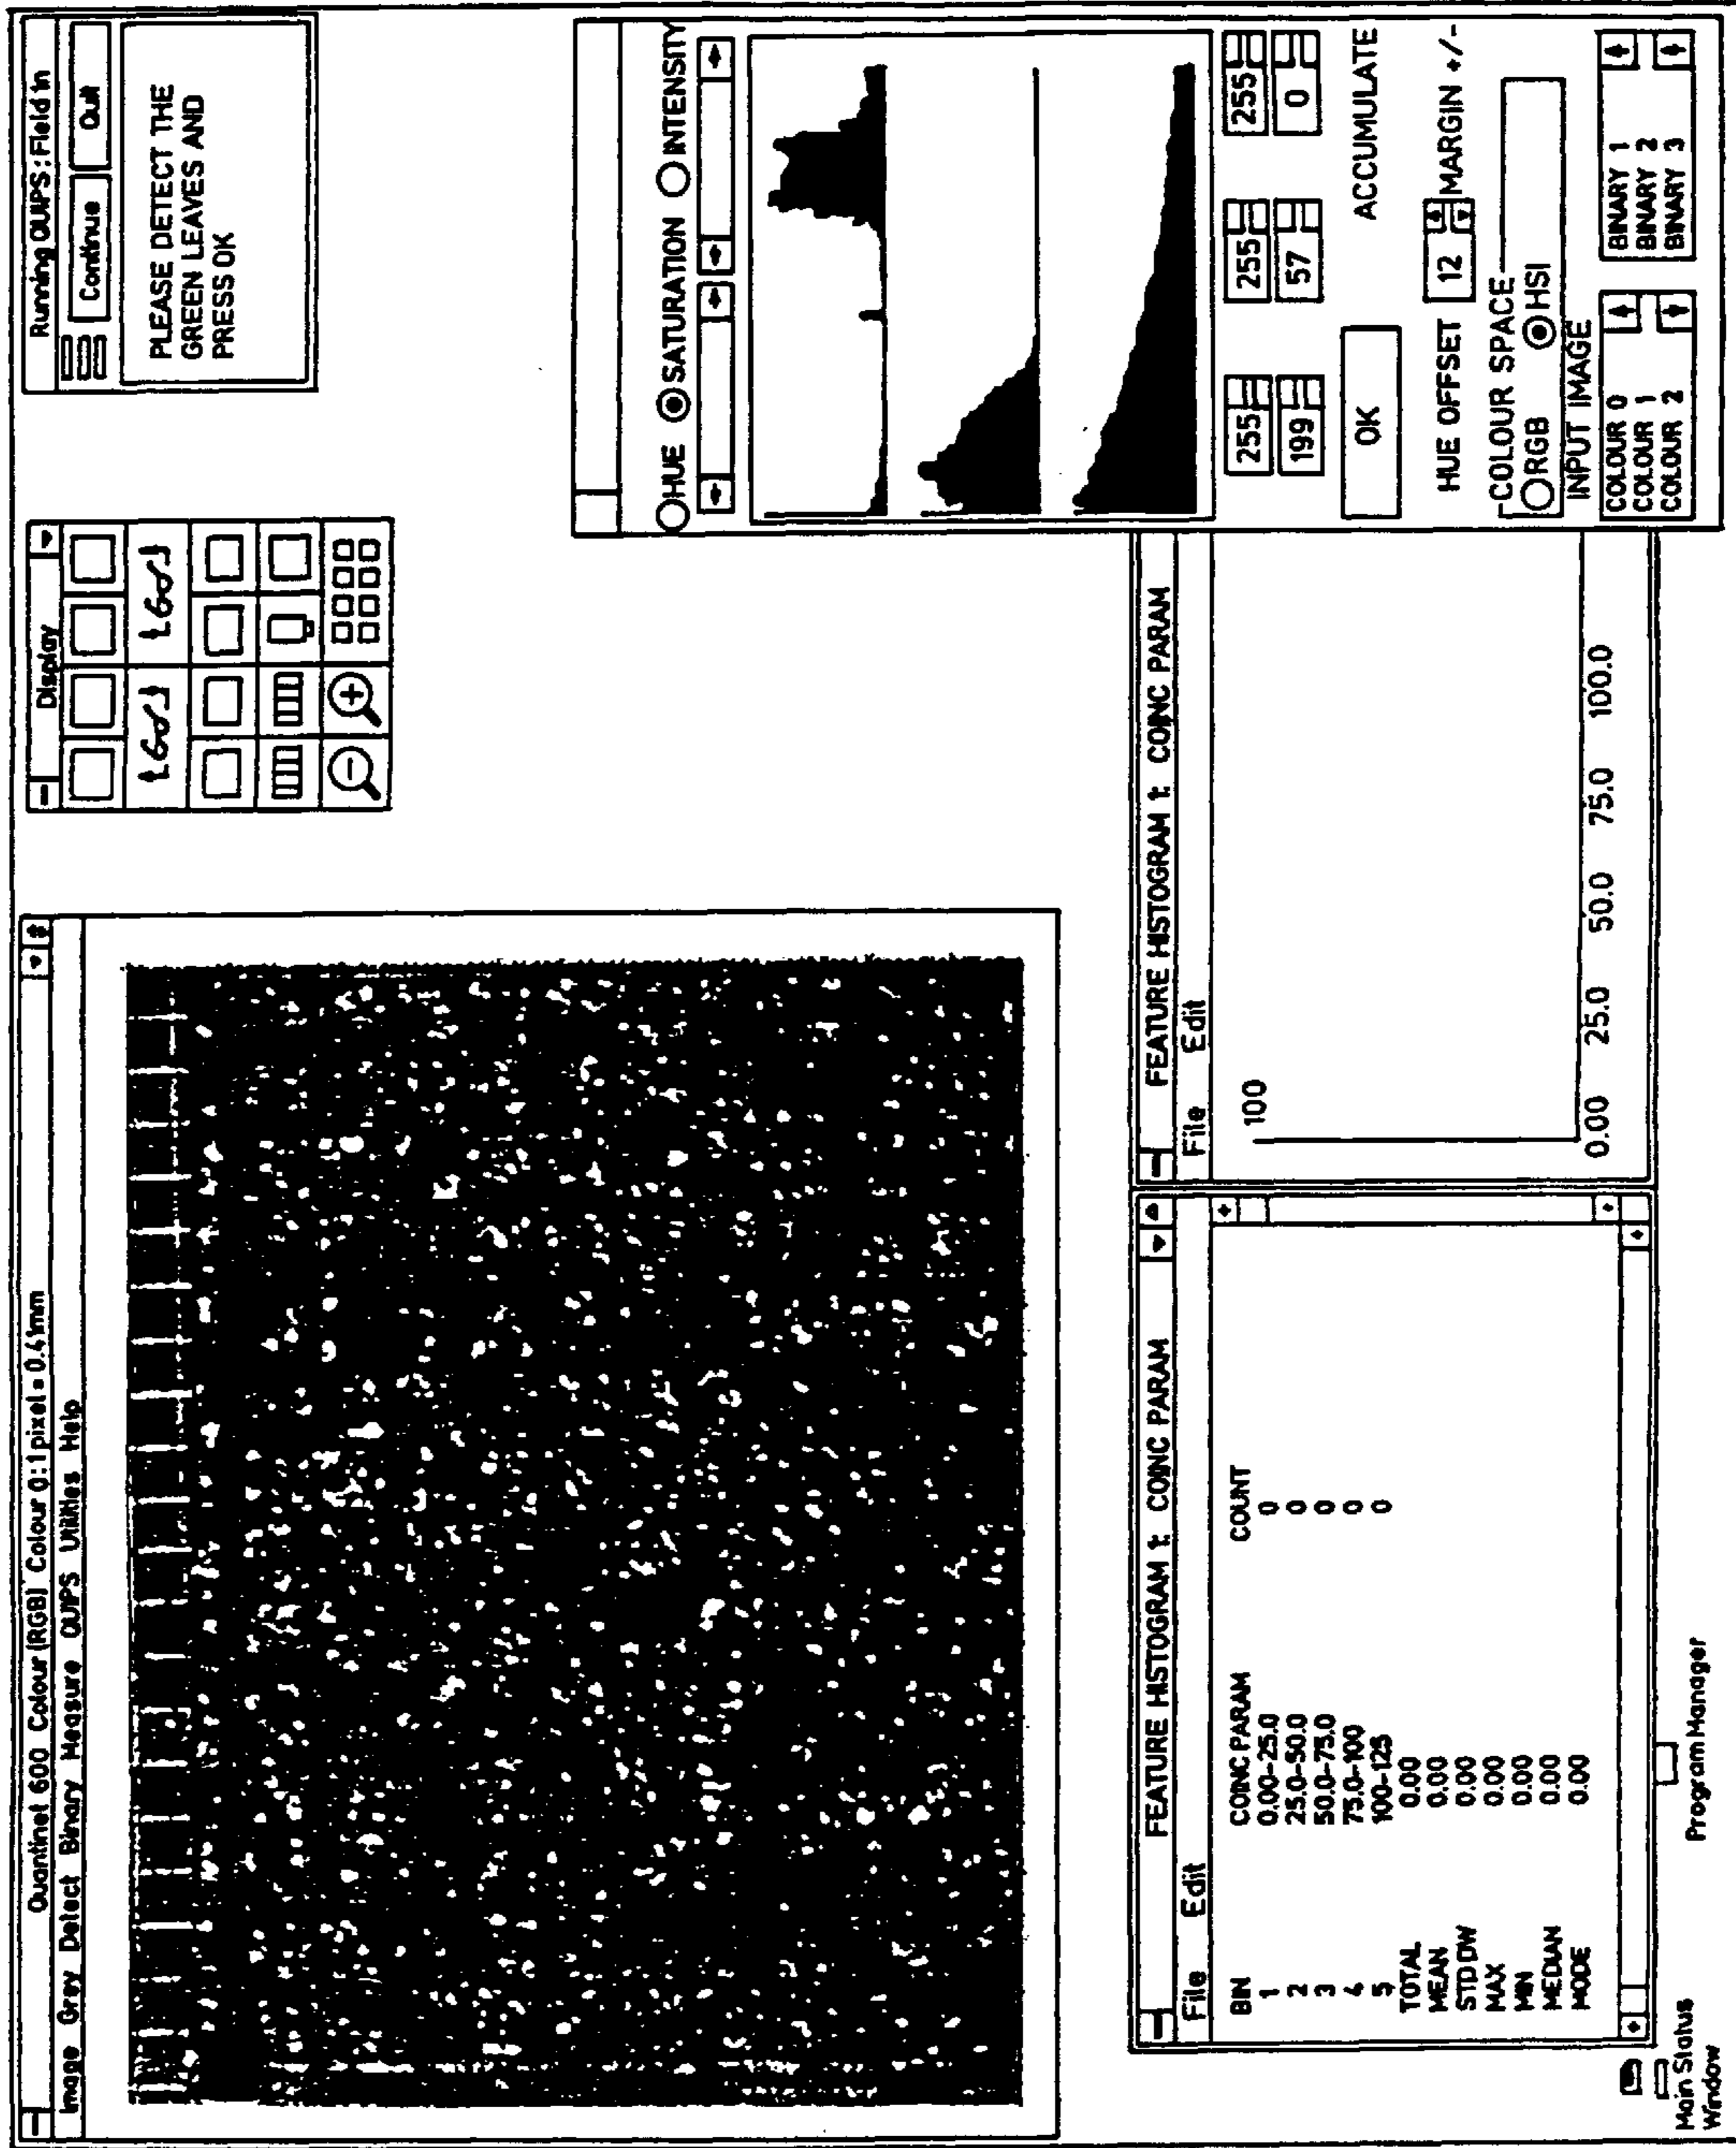 Quantinet 600 Colour (RGB) Colour 0: 1 pixel = 0.41mm
Image Grey Detect Binary Measure QUIPS Utilities Help
Display
Running QUIPS : Field in
Continue Quit
PLEASE DETECT THE
GREEN LEAVES AND
PRESS OK
HUE SATURATION INTENSITY
255 255 255
199 57 0
OK ACCUMULATE
HUE OFFSET 12 MARGIN +/-
COLOUR SPACE
RGB HSI
INPUT IMAGE
COLOUR 0 BINARY 1
COLOUR 1 BINARY 2
COLOUR 2 BINARY 3
FEATURE HISTOGRAM 1: COINC PARAM
File Edit
BIN COINC PARAM COUNT
1 0.00-25.0 0
2 25.0-50.0 0
3 50.0-75.0 0
4 75.0-100 0
5 100-125 0
TOTAL 0.00
MEAN 0.00
STD DW 0.00
MAX 0.00
MIN 0.00
MEDIAN 0.00
MODE 0.00
FEATURE HISTOGRAM 1: COINC PARAM
File Edit
100
0.00 25.0 50.0 75.0 100.0
Main Status
Window
Program Manager